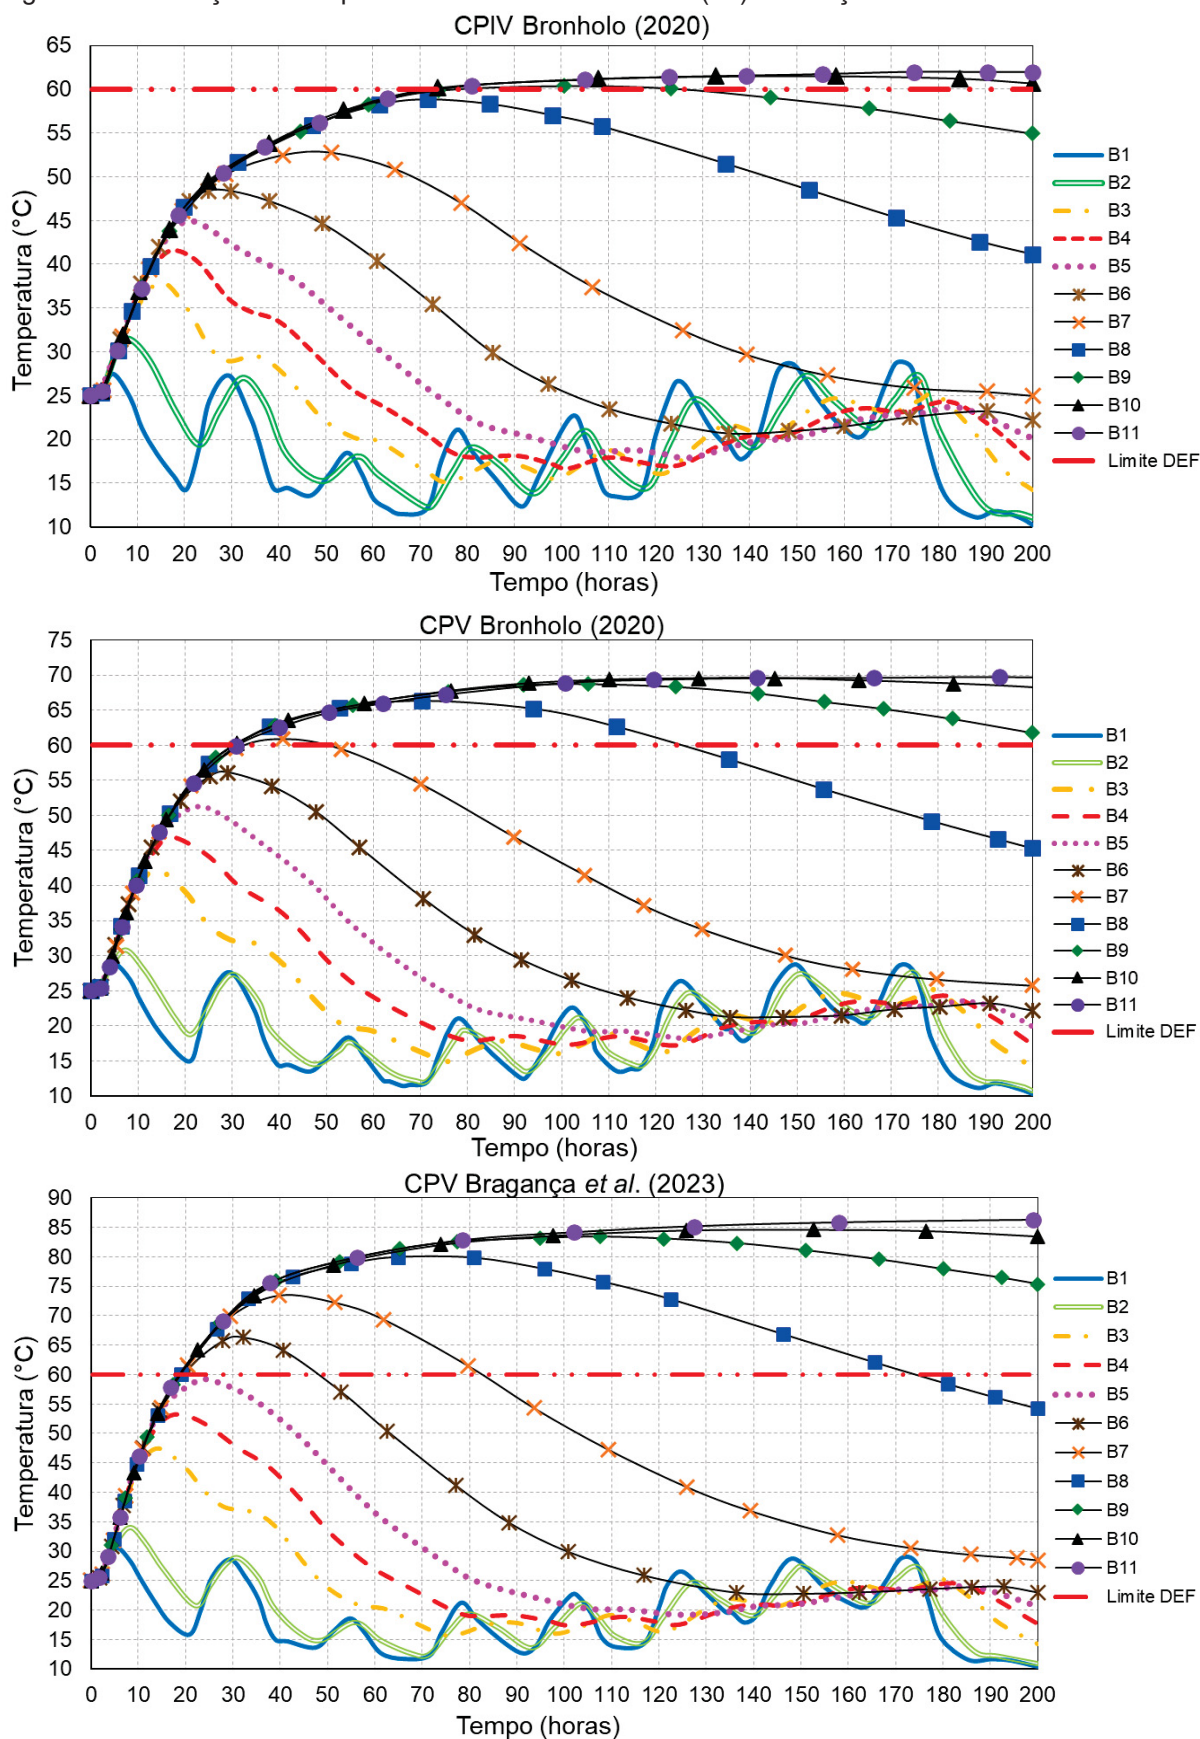 CPIV Bronholo (2020)
65
60
55
50
45
40
35
30
25
20
15
10
Temperatura (°C)
0 10 20 30 40 50 60 70 80 90 100 110 120 130 140 150 160 170 180 190 200
Tempo (horas)
B1
B2
B3
B4
B5
B6
B7
B8
B9
B10
B11
Limite DEF
CPV Bronholo (2020)
75
70
65
60
55
50
45
40
35
30
25
20
15
10
Temperatura (°C)
0 10 20 30 40 50 60 70 80 90 100 110 120 130 140 150 160 170 180 190 200
Tempo (horas)
B1
B2
B3
B4
B5
B6
B7
B8
B9
B10
B11
Limite DEF
CPV Bragança et al. (2023)
90
85
80
75
70
65
60
55
50
45
40
35
30
25
20
15
10
Temperatura (°C)
0 10 20 30 40 50 60 70 80 90 100 110 120 130 140 150 160 170 180 190 200
Tempo (horas)
B1
B2
B3
B4
B5
B6
B7
B8
B9
B10
B11
Limite DEF